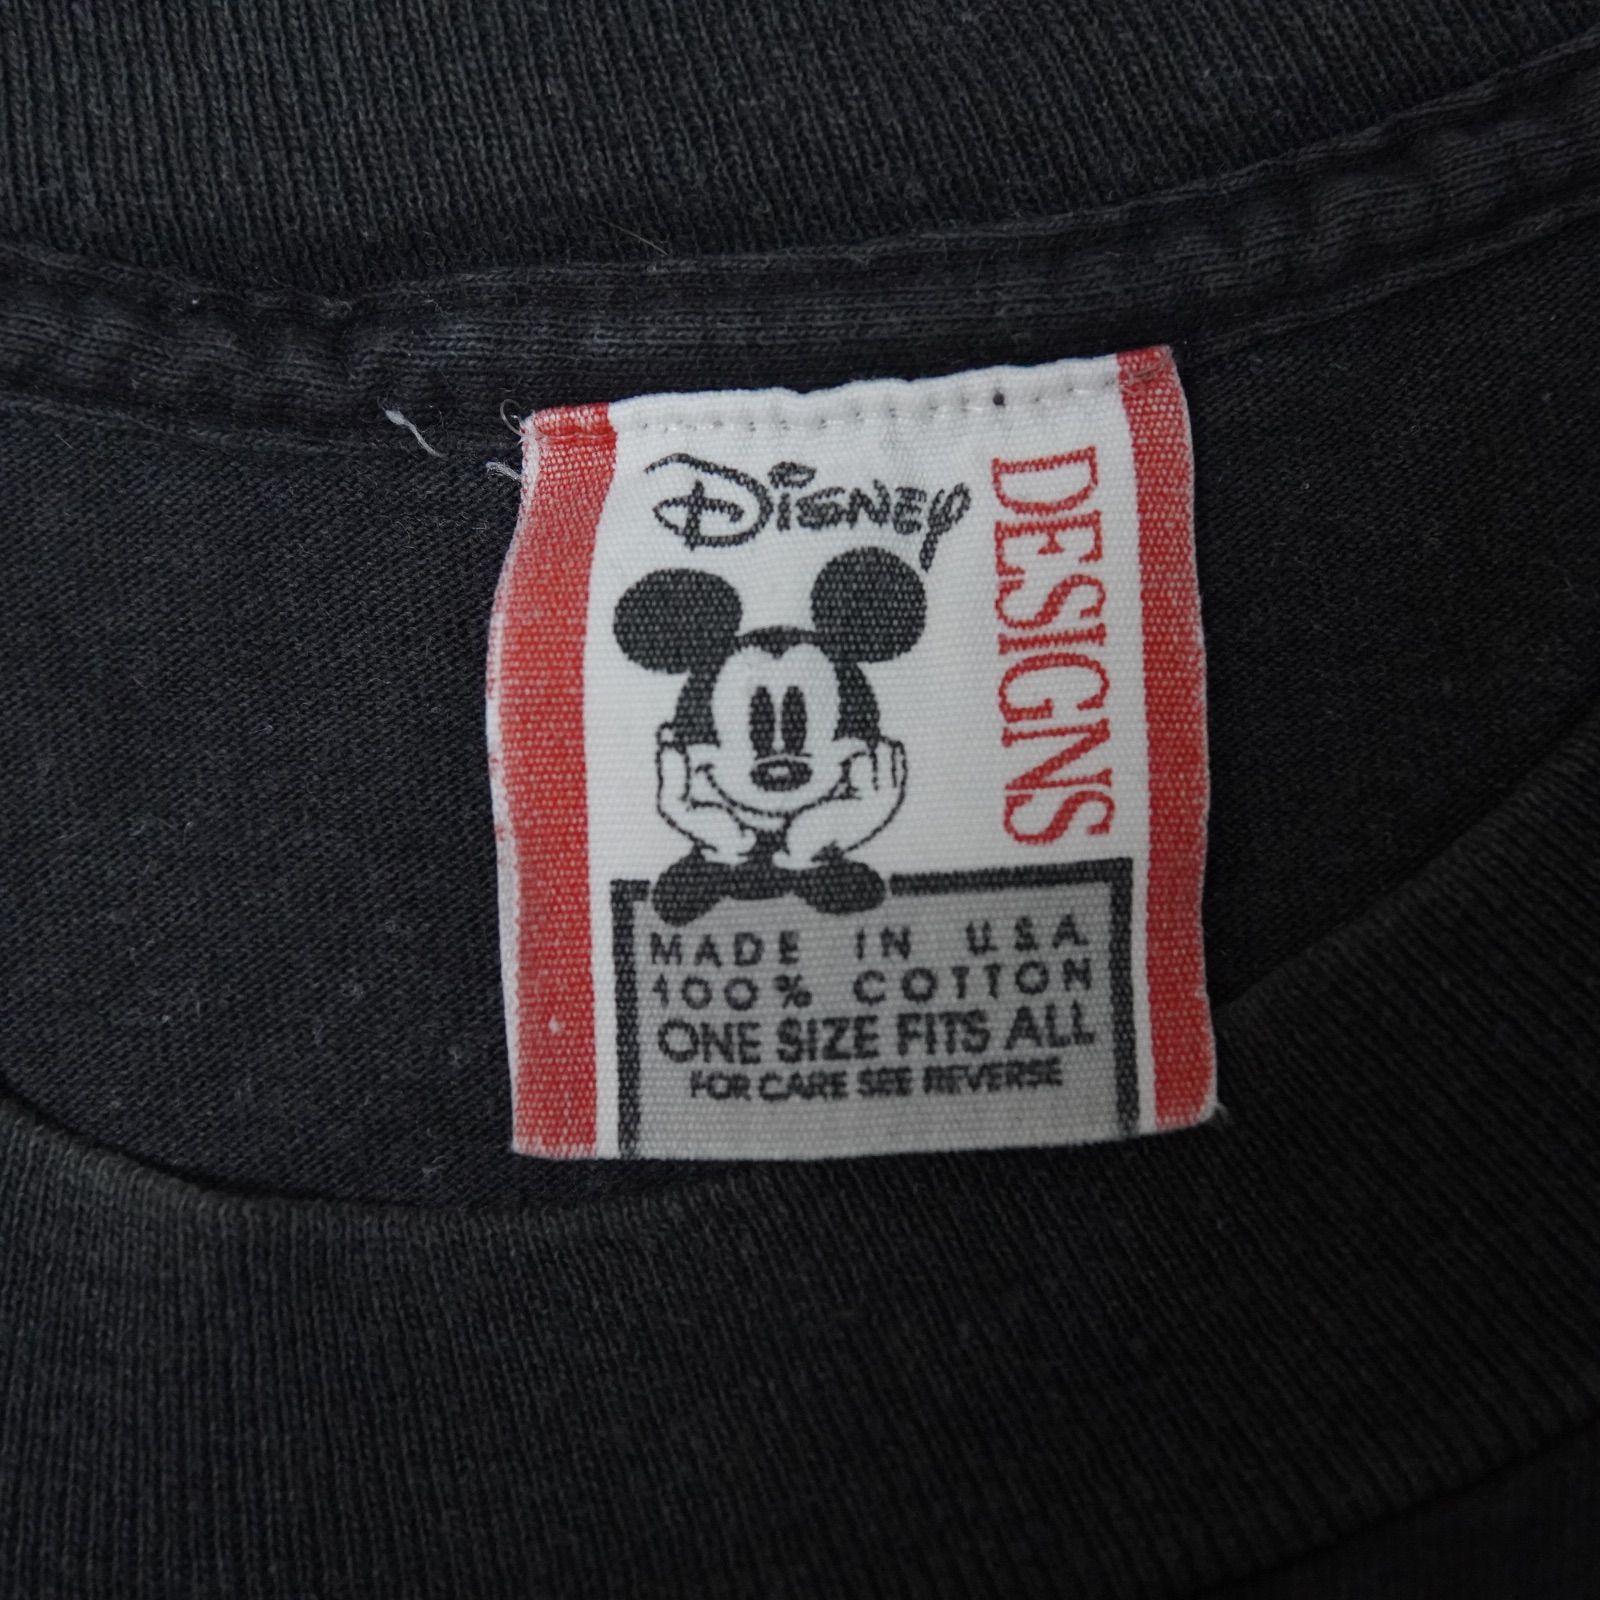 Disney
DESIGNS
MADE IN U.S.A.
100% COTTON
ONE SIZE FITS ALL
FOR CARE SEE REVERSE